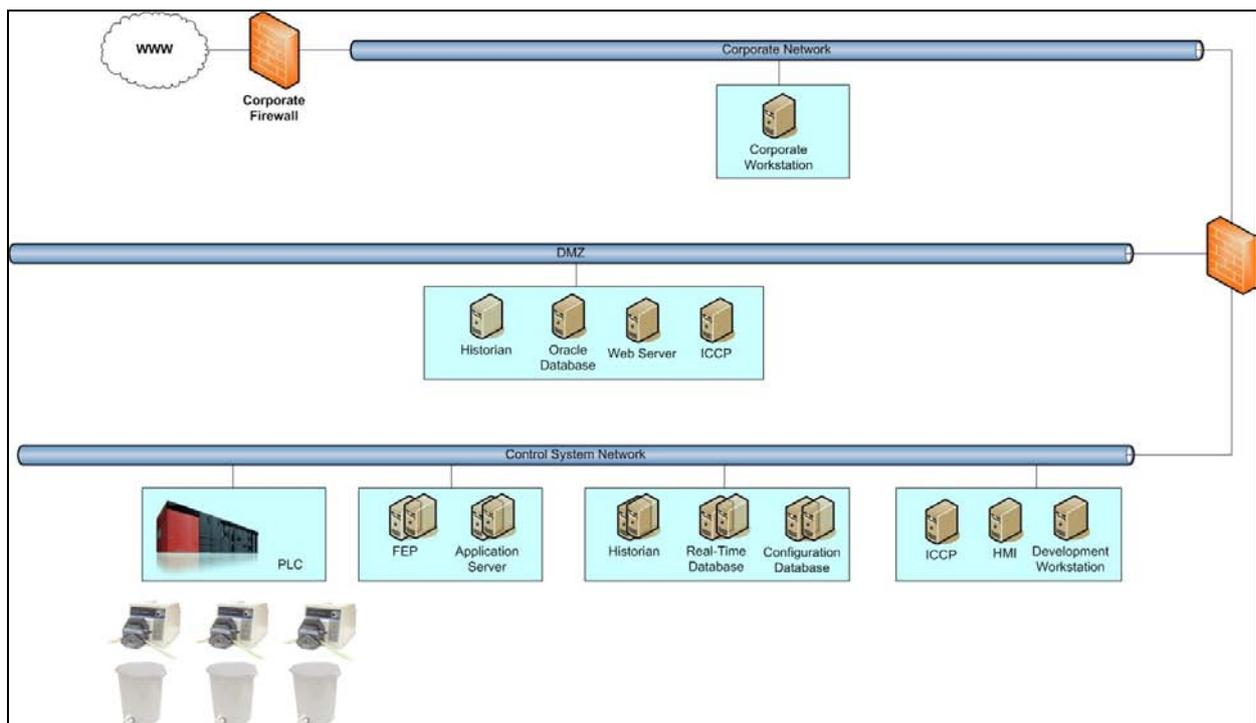 WWW
Corporate
Firewall
Corporate Network
Corporate
Workstation
DMZ
Historian
Oracle
Database
Web Server
ICCP
Control System Network
PLC
FEP
Application
Server
Historian
Real-Time
Database
Configuration
Database
ICCP
HMI
Development
Workstation